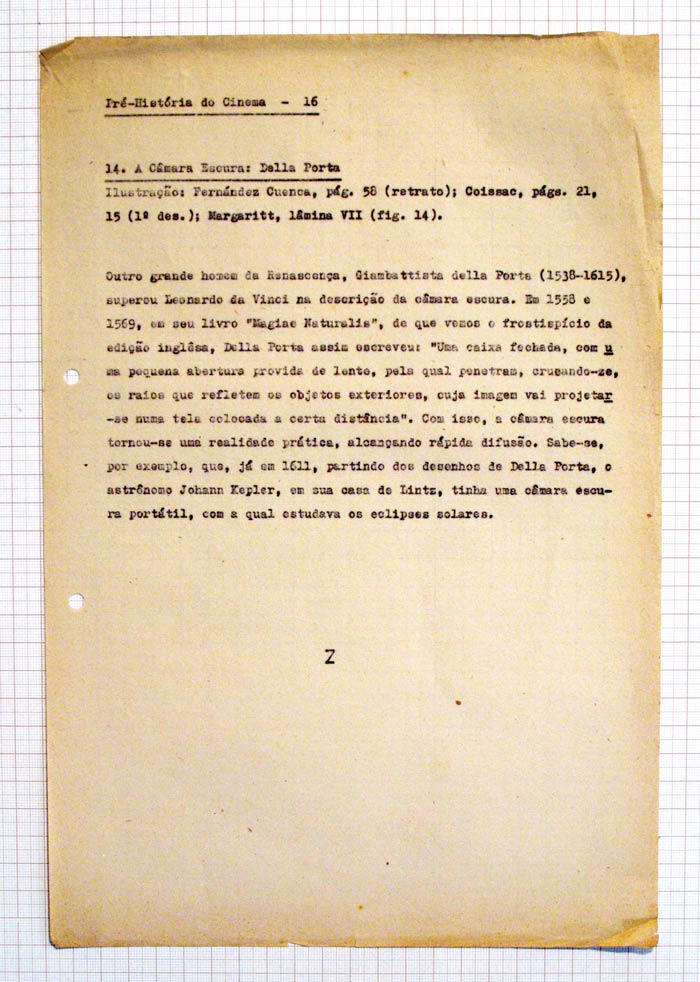 Pré-História do Cinema - 16
14. A Câmara Escura: Della Porta
Ilustração: Fernández Cuenca, pág. 58 (retrato); Coissac, págs. 21,
15 (1º des.); Margaritt, lâmina VII (fig. 14).
Outro grande homem da Renascença, Giambattista della Porta (1538-1615),
superou Leonardo da Vinci na descrição da câmara escura. Em 1558 e
1569, em seu livro "Magiae Naturalis", de que vemos o frostispício da
edição inglêsa, Della Porta assim escreveu: "Uma caixa fechada, com u
ma pequena abertura provida de lente, pela qual penetram, cruzando-ze,
os raios que refletem os objetos exteriores, cuja imagem vai projetar
-se numa tela colocada a certa distância". Com isso, a câmara escura
tornou-se uma realidade prática, alcançando rápida difusão. Sabe-se,
por exemplo, que, já em 1611, partindo dos desenhos de Della Porta, o
astrônomo Johann Kepler, em sua casa de Lintz, tinha uma câmara escu-
ra portátil, com a qual estudava os eclipses solares.
Z